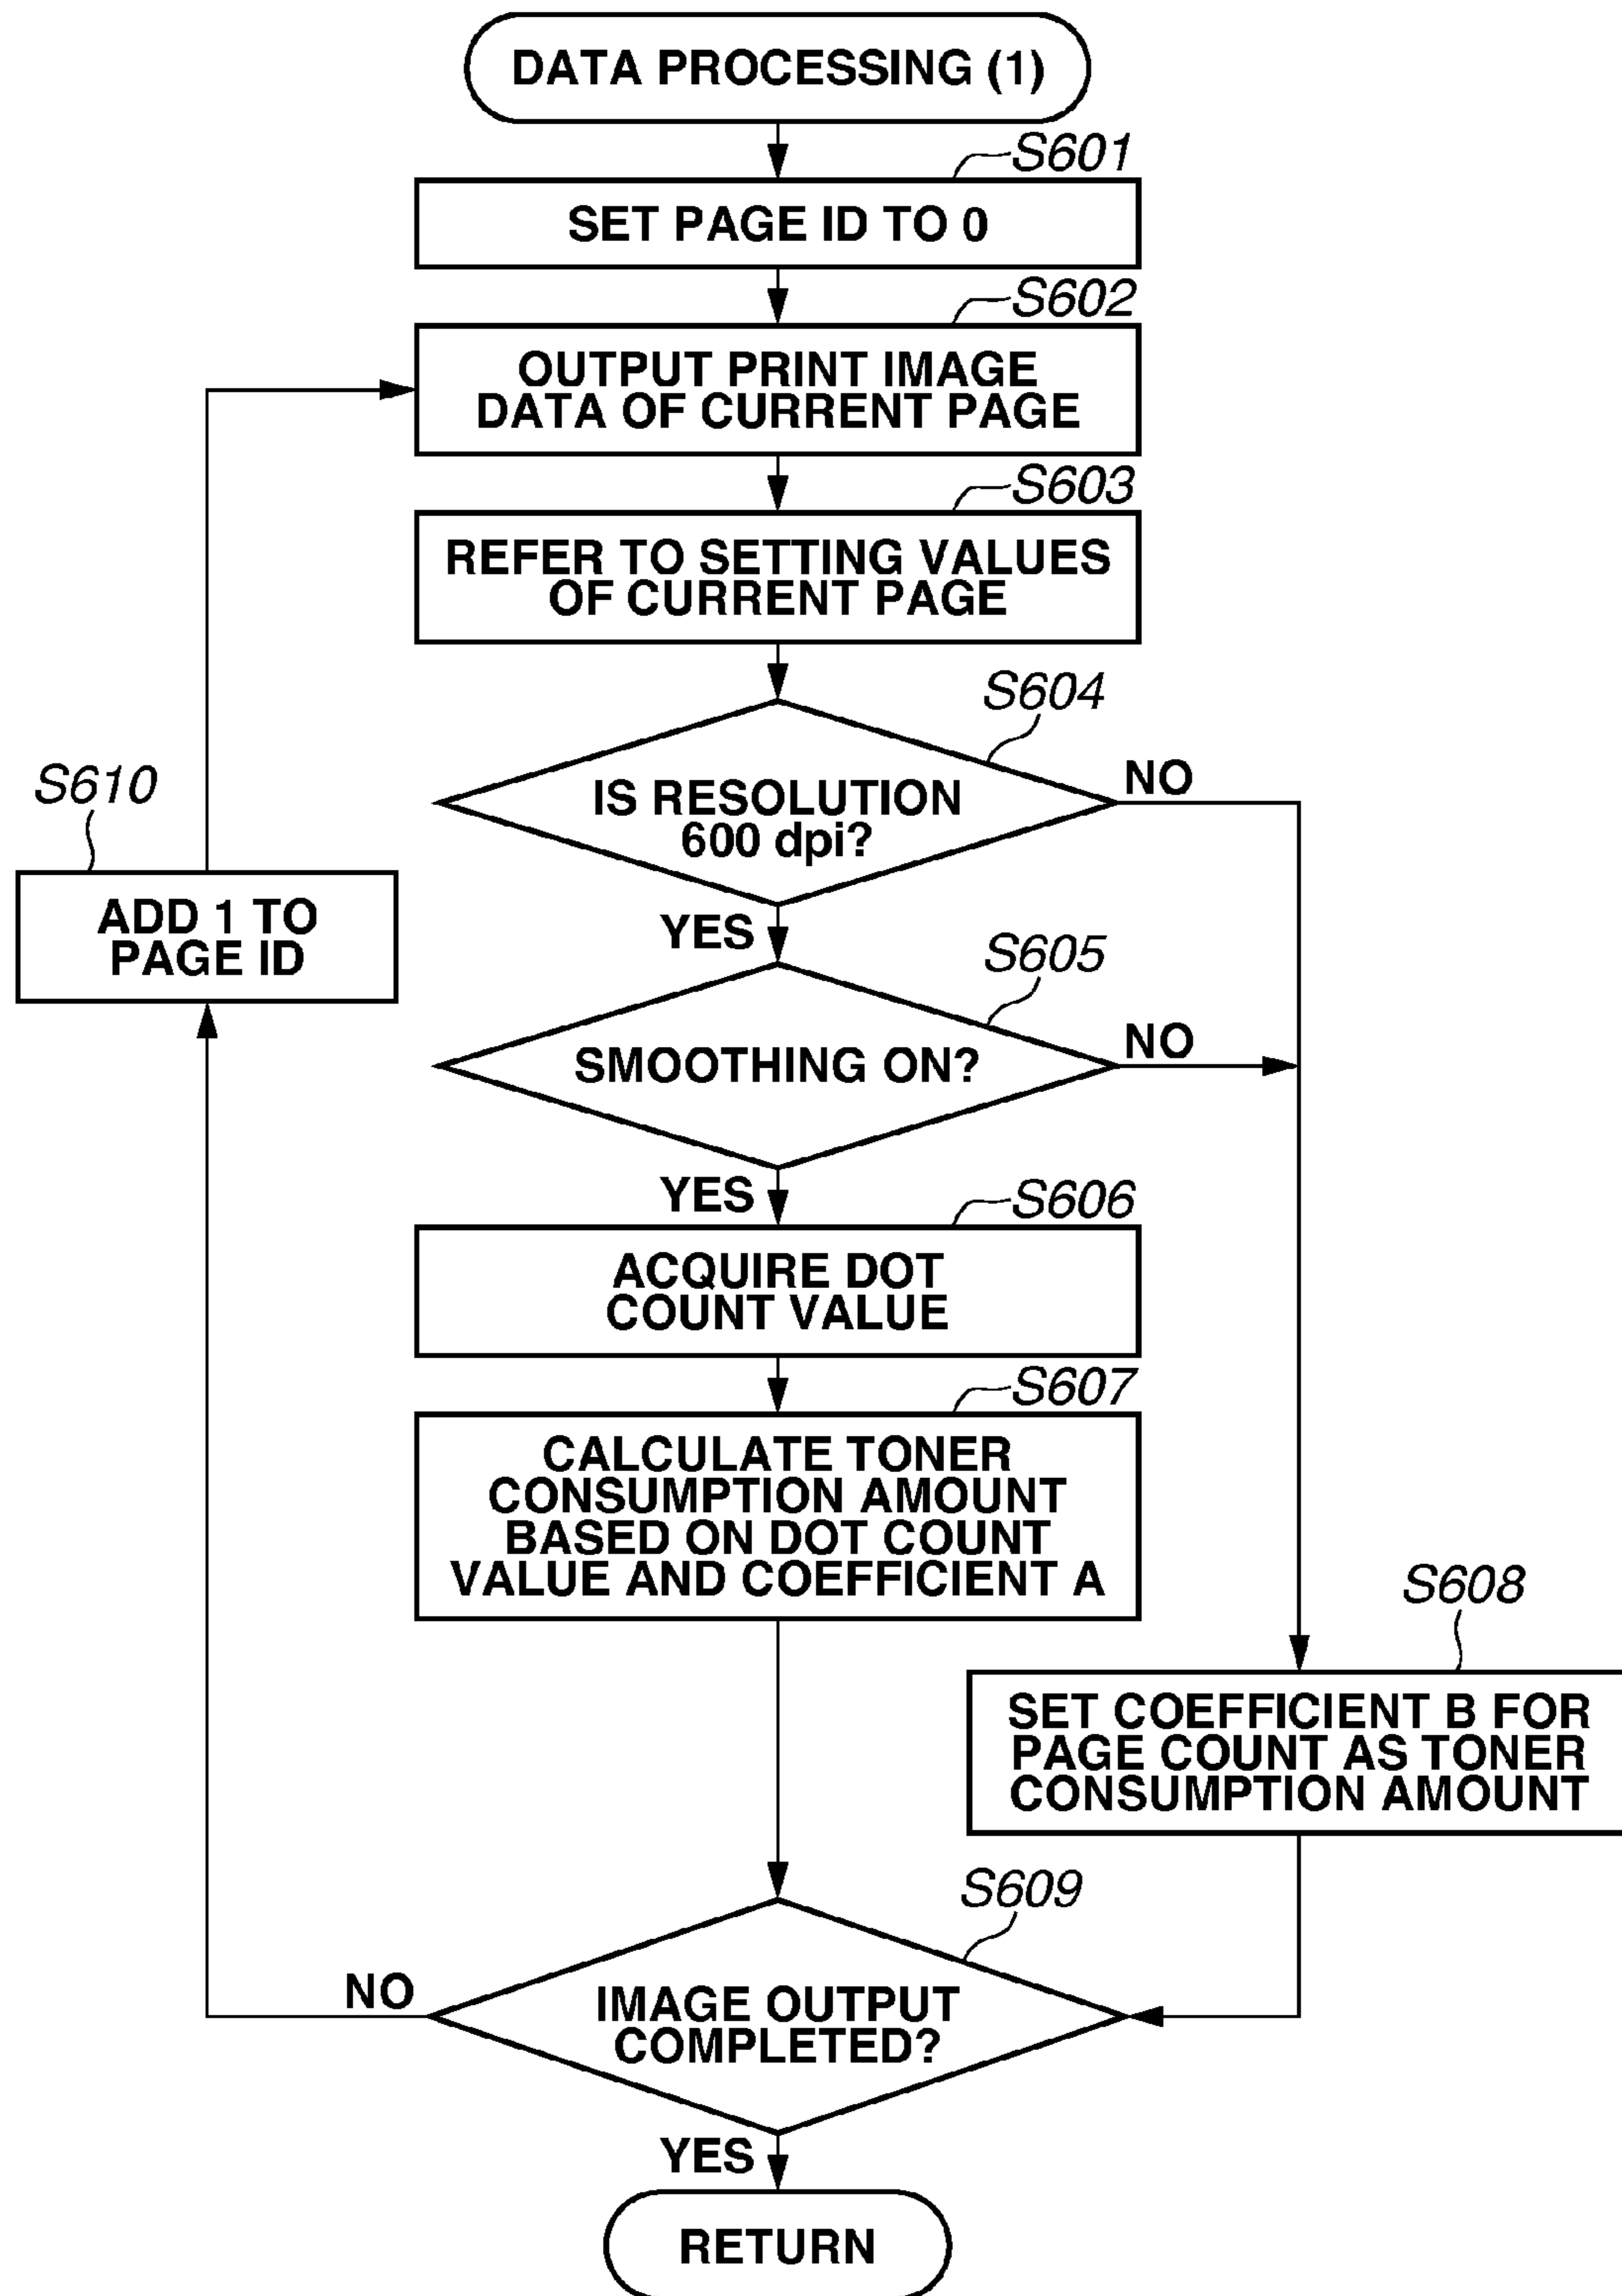 DATA PROCESSING (1)
S601
SET PAGE ID TO 0
S602
OUTPUT PRINT IMAGE
DATA OF CURRENT PAGE
S603
REFER TO SETTING VALUES
OF CURRENT PAGE
S604
IS RESOLUTION
600 dpi?
NO
YES
S610
ADD 1 TO
PAGE ID
S605
SMOOTHING ON?
NO
YES
S606
ACQUIRE DOT
COUNT VALUE
S607
CALCULATE TONER
CONSUMPTION AMOUNT
BASED ON DOT COUNT
VALUE AND COEFFICIENT A
S608
SET COEFFICIENT B FOR
PAGE COUNT AS TONER
CONSUMPTION AMOUNT
S609
IMAGE OUTPUT
COMPLETED?
NO
YES
RETURN